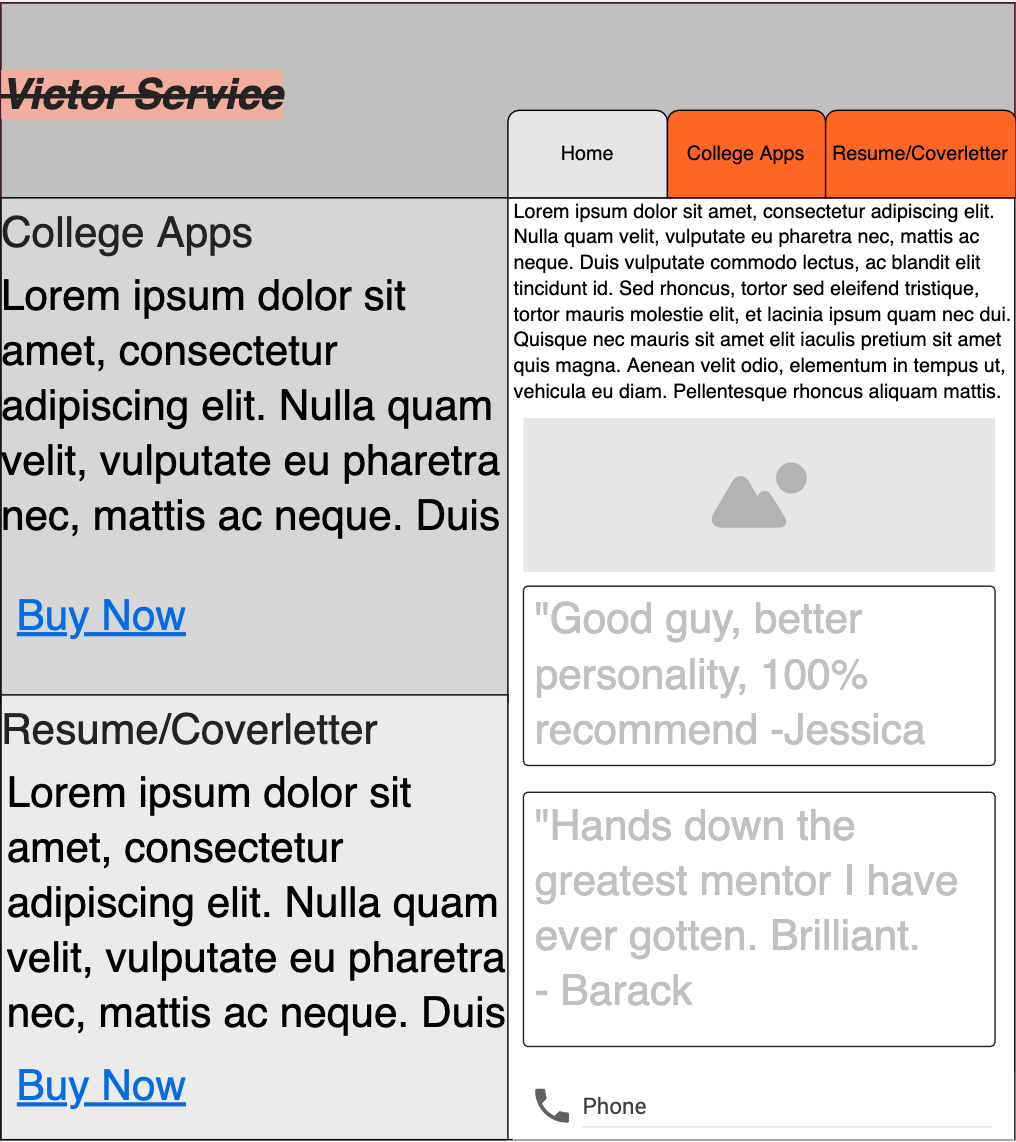 Victor Service
Home
College Apps
Resume/Coverletter
College Apps
Lorem ipsum dolor sit
amet, consectetur
adipiscing elit. Nulla quam
velit, vulputate eu pharetra
nec, mattis ac neque. Duis
Buy Now
Resume/Coverletter
Lorem ipsum dolor sit
amet, consectetur
adipiscing elit. Nulla quam
velit, vulputate eu pharetra
nec, mattis ac neque. Duis
Buy Now
Lorem ipsum dolor sit amet, consectetur adipiscing elit.
Nulla quam velit, vulputate eu pharetra nec, mattis ac
neque. Duis vulputate commodo lectus, ac blandit elit
tincidunt id. Sed rhoncus, tortor sed eleifend tristique,
tortor mauris molestie elit, et lacinia ipsum quam nec dui.
Quisque nec mauris sit amet elit iaculis pretium sit amet
quis magna. Aenean velit odio, elementum in tempus ut,
vehicula eu diam. Pellentesque rhoncus aliquam mattis.
"Good guy, better
personality, 100%
recommend -Jessica
"Hands down the
greatest mentor I have
ever gotten. Brilliant.
- Barack
Phone